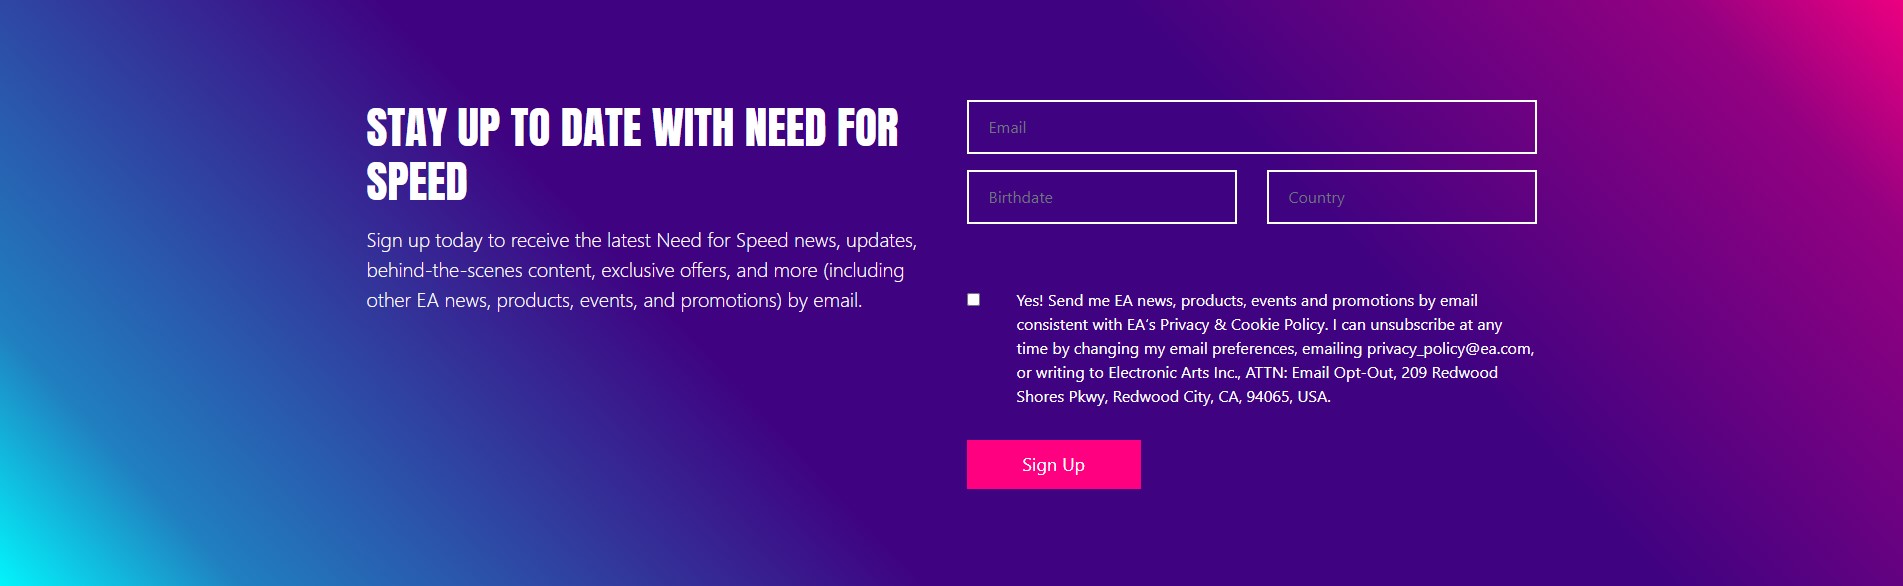 STAY UP TO DATE WITH NEED FOR
SPEED
Sign up today to receive the latest Need for Speed news, updates,
behind-the-scenes content, exclusive offers, and more (including
other EA news, products, events, and promotions) by email.
Email
Birthdate
Country
Yes! Send me EA news, products, events and promotions by email
consistent with EA's Privacy & Cookie Policy. I can unsubscribe at any
time by changing my email preferences, emailing privacy_policy@ea.com,
or writing to Electronic Arts Inc., ATTN: Email Opt-Out, 209 Redwood
Shores Pkwy, Redwood City, CA, 94065, USA.
Sign Up